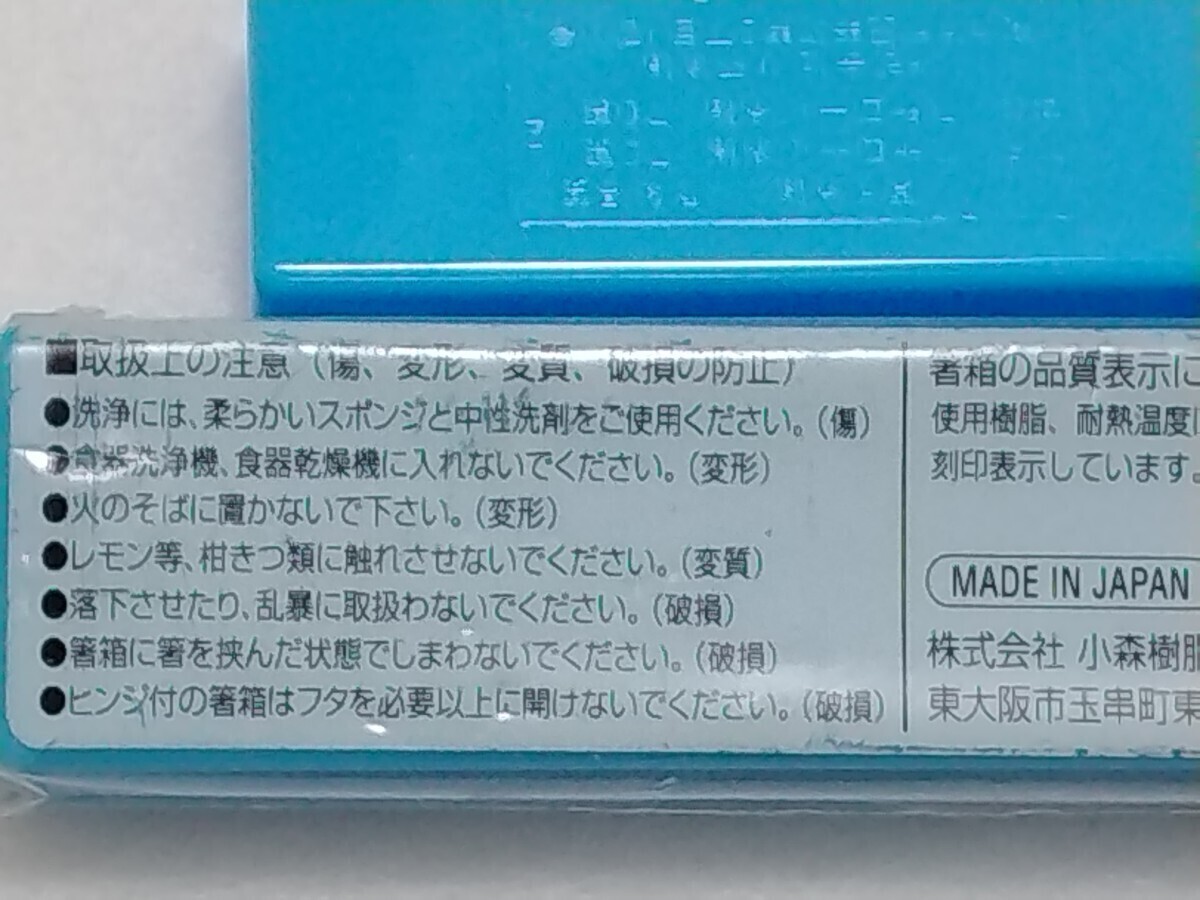 ■取扱上の注意（傷、変形、変質、破損の防止）
●洗浄には、柔らかいスポンジと中性洗剤をご使用ください。（傷）
●食器洗浄機、食器乾燥機に入れないでください。（変形）
●火のそばに置かないで下さい。（変形）
●レモン等、柑きつ類に触れさせないでください。（変質）
●落下させたり、乱暴に取扱わないでください。（破損）
●箸箱に箸を挟んだ状態でしまわないでください。（破損）
●ヒンジ付の箸箱はフタを必要以上に開けないでください。（破損）
箸箱の品質表示に
使用樹脂、耐熱温度
刻印表示しています。
MADE IN JAPAN
株式会社 小森樹脂
東大阪市玉串町東